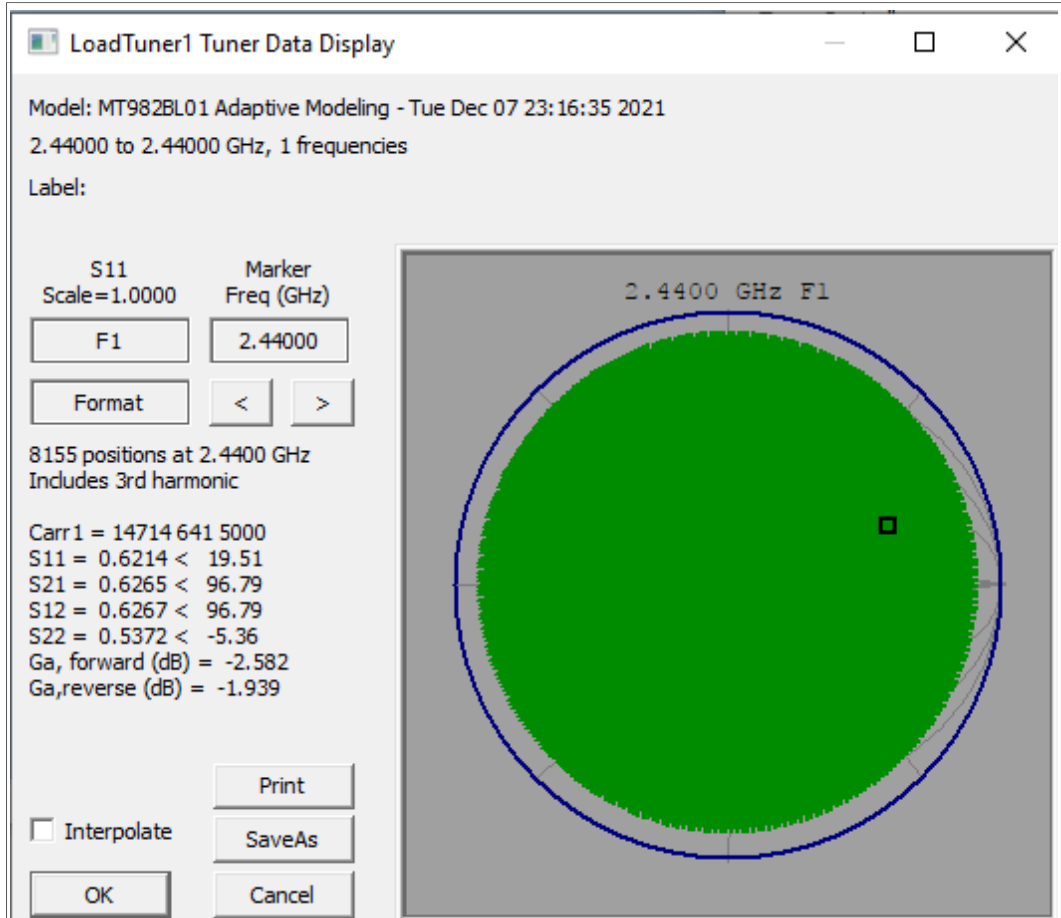 LoadTuner1 Tuner Data Display
Model: MT982BL01 Adaptive Modeling - Tue Dec 07 23:16:35 2021
2.44000 to 2.44000 GHz, 1 frequencies
Label:
S11
Scale=1.0000
Marker
Freq (GHz)
F1
2.44000
Format
<
>
8155 positions at 2.4400 GHz
Includes 3rd harmonic
Carr1 = 14714 641 5000
S11 = 0.6214 < 19.51
S21 = 0.6265 < 96.79
S12 = 0.6267 < 96.79
S22 = 0.5372 < -5.36
Ga, forward (dB) = -2.582
Ga,reverse (dB) = -1.939
Print
Interpolate
SaveAs
OK
Cancel
2.4400 GHz F1